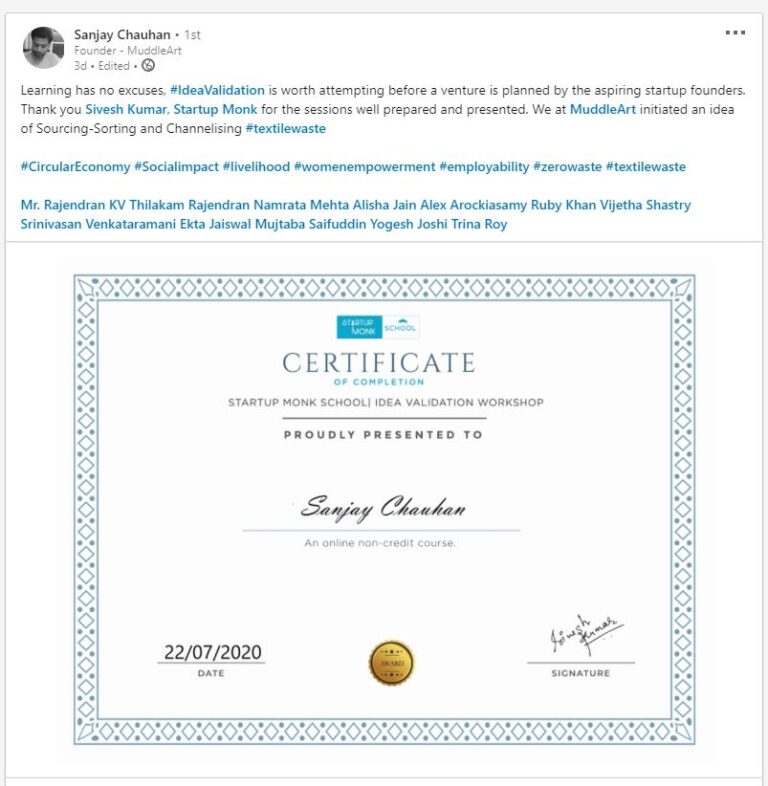 Sanjay Chauhan • 1st
Founder - MuddleArt
3d • Edited •
Learning has no excuses, #IdeaValidation is worth attempting before a venture is planned by the aspiring startup founders.
Thank you Sivesh Kumar, Startup Monk for the sessions well prepared and presented. We at MuddleArt initiated an idea
of Sourcing-Sorting and Channelising #textilewaste
#CircularEconomy #Socialimpact #livelihood #womenempowerment #employability #zerowaste #textilewaste
Mr. Rajendran KV Thilakam Rajendran Namrata Mehta Alisha Jain Alex Arockiasamy Ruby Khan Vijetha Shastry
Srinivasan Venkataramani Ekta Jaiswal Mujtaba Saifuddin Yogesh Joshi Trina Roy
STARTUP
MONK SCHOOL
CERTIFICATE
OF COMPLETION
STARTUP MONK SCHOOL| IDEA VALIDATION WORKSHOP
PROUDLY PRESENTED TO
Sanjay Chauhan
An online non-credit course.
Sivesh
Kumar
22/07/2020
AWARD
DATE
SIGNATURE